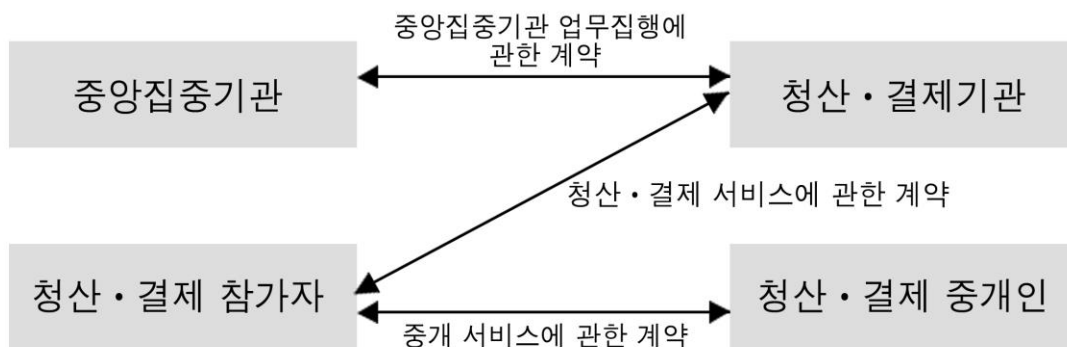 중앙집중기관 업무집행에
관한 계약
중앙집중기관
청산・결제기관
청산・결제 서비스에 관한 계약
청산・결제 참가자
청산・결제 중개인
중개 서비스에 관한 계약